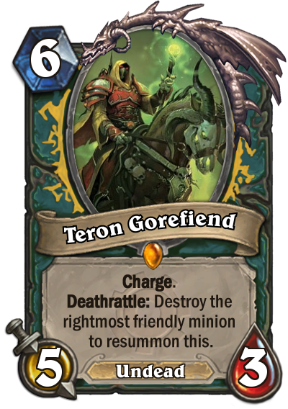 6
Teron Gorefiend
Charge.
Deathrattle: Destroy the
rightmost friendly minion
to resummon this.
5 Undead 3